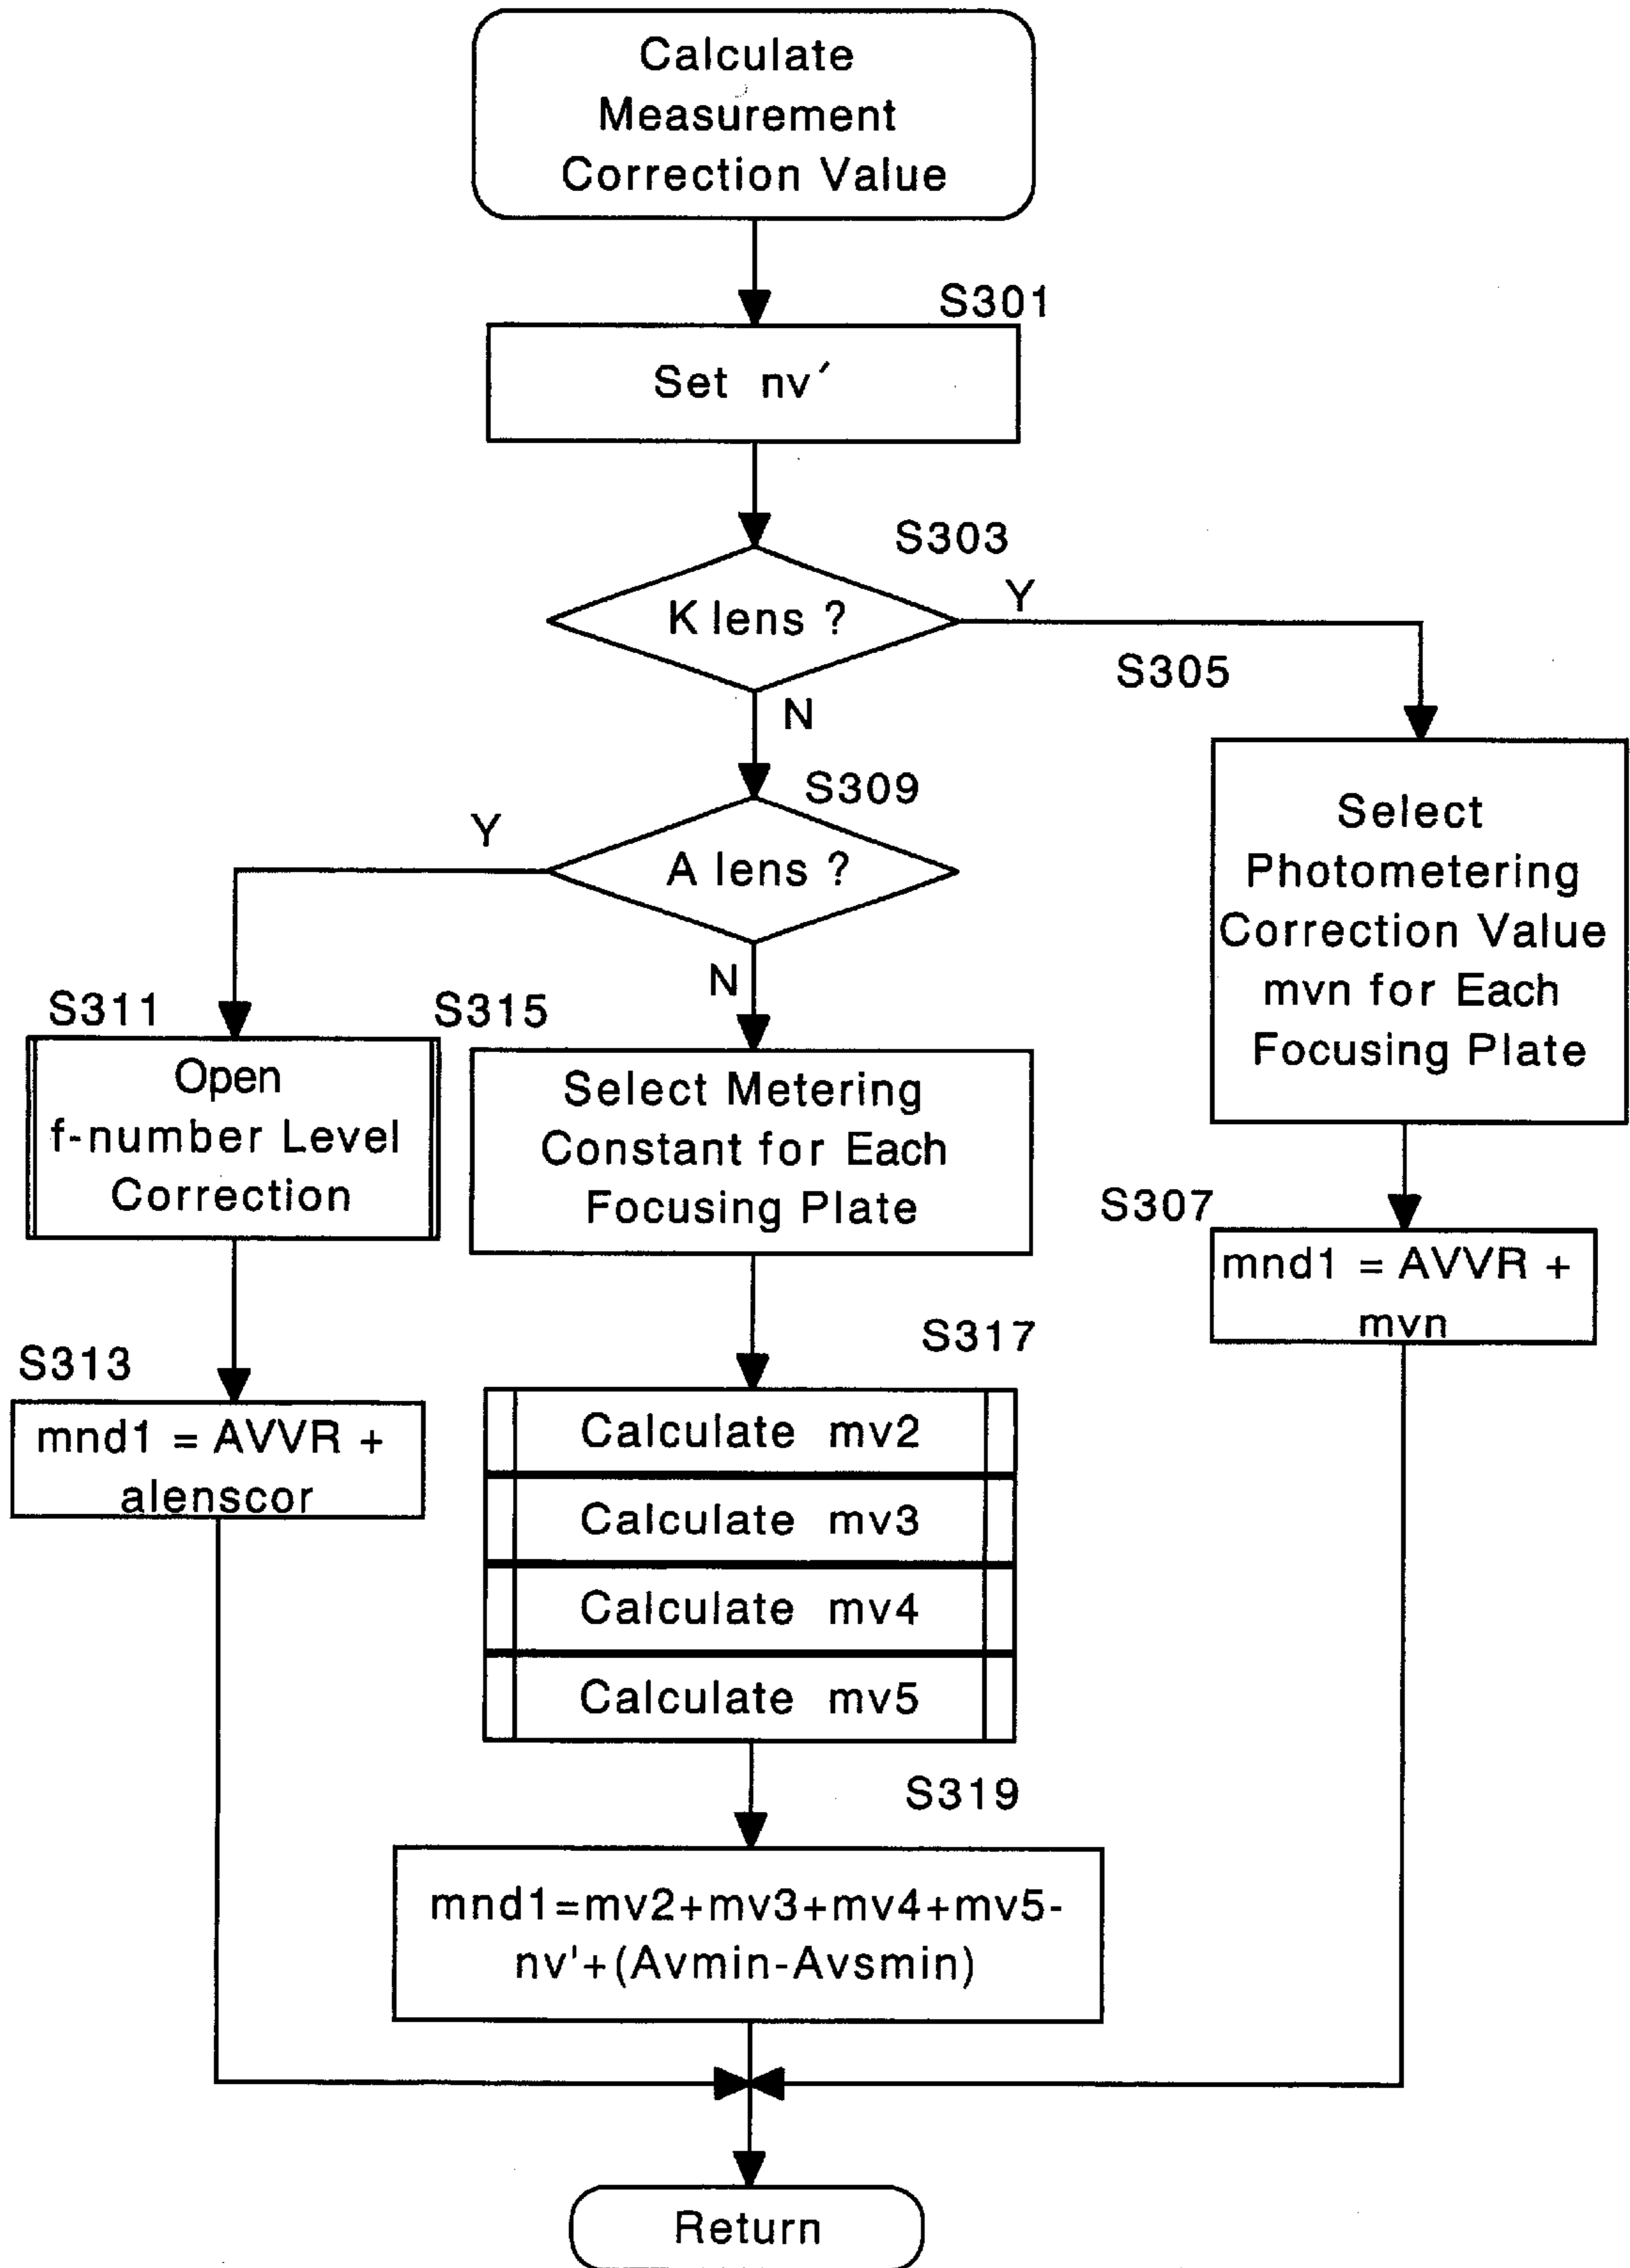 Calculate
Measurement
Correction Value
S301
Set nv′
S303
K lens ?
Y
N
S305
Select
Photometering
Correction Value
mvn for Each
Focusing Plate
S307
mnd1 = AVVR +
mvn
S309
A lens ?
Y
N
S311
Open
f-number Level
Correction
S313
mnd1 = AVVR +
alenscor
S315
Select Metering
Constant for Each
Focusing Plate
S317
Calculate mv2
Calculate mv3
Calculate mv4
Calculate mv5
S319
mnd1=mv2+mv3+mv4+mv5-
nv'+(Avmin-Avsmin)
Return